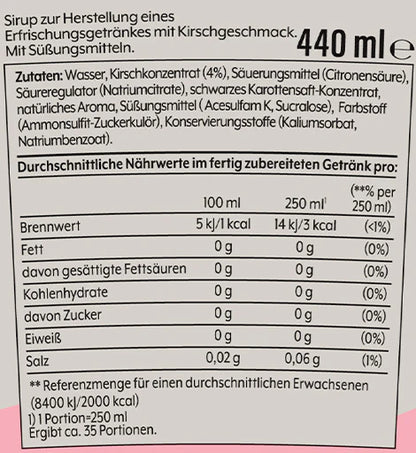 Sirup zur Herstellung eines
Erfrischungsgetränkes mit Kirschgeschmack.
Mit Süßungsmitteln.
440 ml e
Zutaten: Wasser, Kirschkonzentrat (4%), Säuerungsmittel (Citronensäure),
Säureregulator (Natriumcitrate), schwarzes Karottensaft-Konzentrat,
natürliches Aroma, Süßungsmittel ( Acesulfam K, Sucralose), Farbstoff
(Ammonsulfit-Zuckerkulör), Konservierungsstoffe (Kaliumsorbat,
Natriumbenzoat).
Durchschnittliche Nährwerte im fertig zubereiteten Getränk pro:
100 ml 250 ml¹ (**% per 250 ml)
Brennwert 5 kJ/1 kcal 14 kJ/3 kcal (<1%)
Fett 0 g 0 g (0%)
davon gesättigte Fettsäuren 0 g 0 g (0%)
Kohlenhydrate 0 g 0 g (0%)
davon Zucker 0 g 0 g (0%)
Eiweiß 0 g 0 g (0%)
Salz 0,02 g 0,06 g (1%)
** Referenzmenge für einen durchschnittlichen Erwachsenen
(8400 kJ/2000 kcal)
1) 1 Portion=250 ml
Ergibt ca. 35 Portionen.